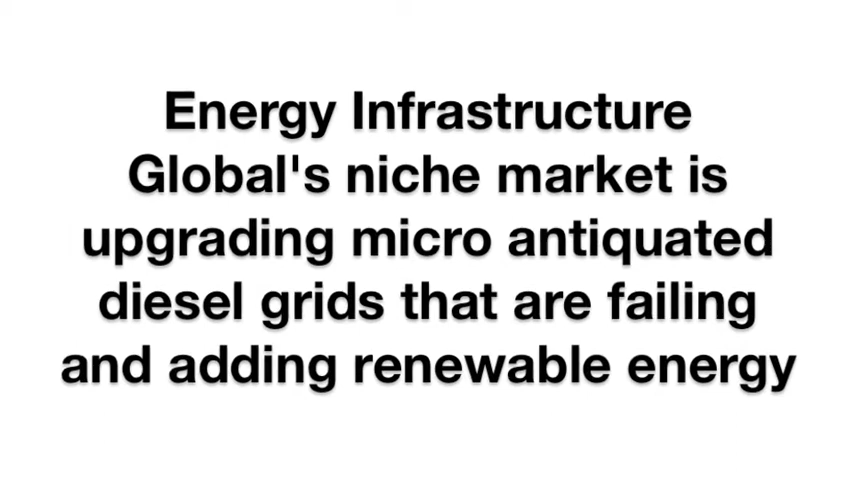 Energy Infrastructure
Global's niche market is
upgrading micro antiquated
diesel grids that are failing
and adding renewable energy